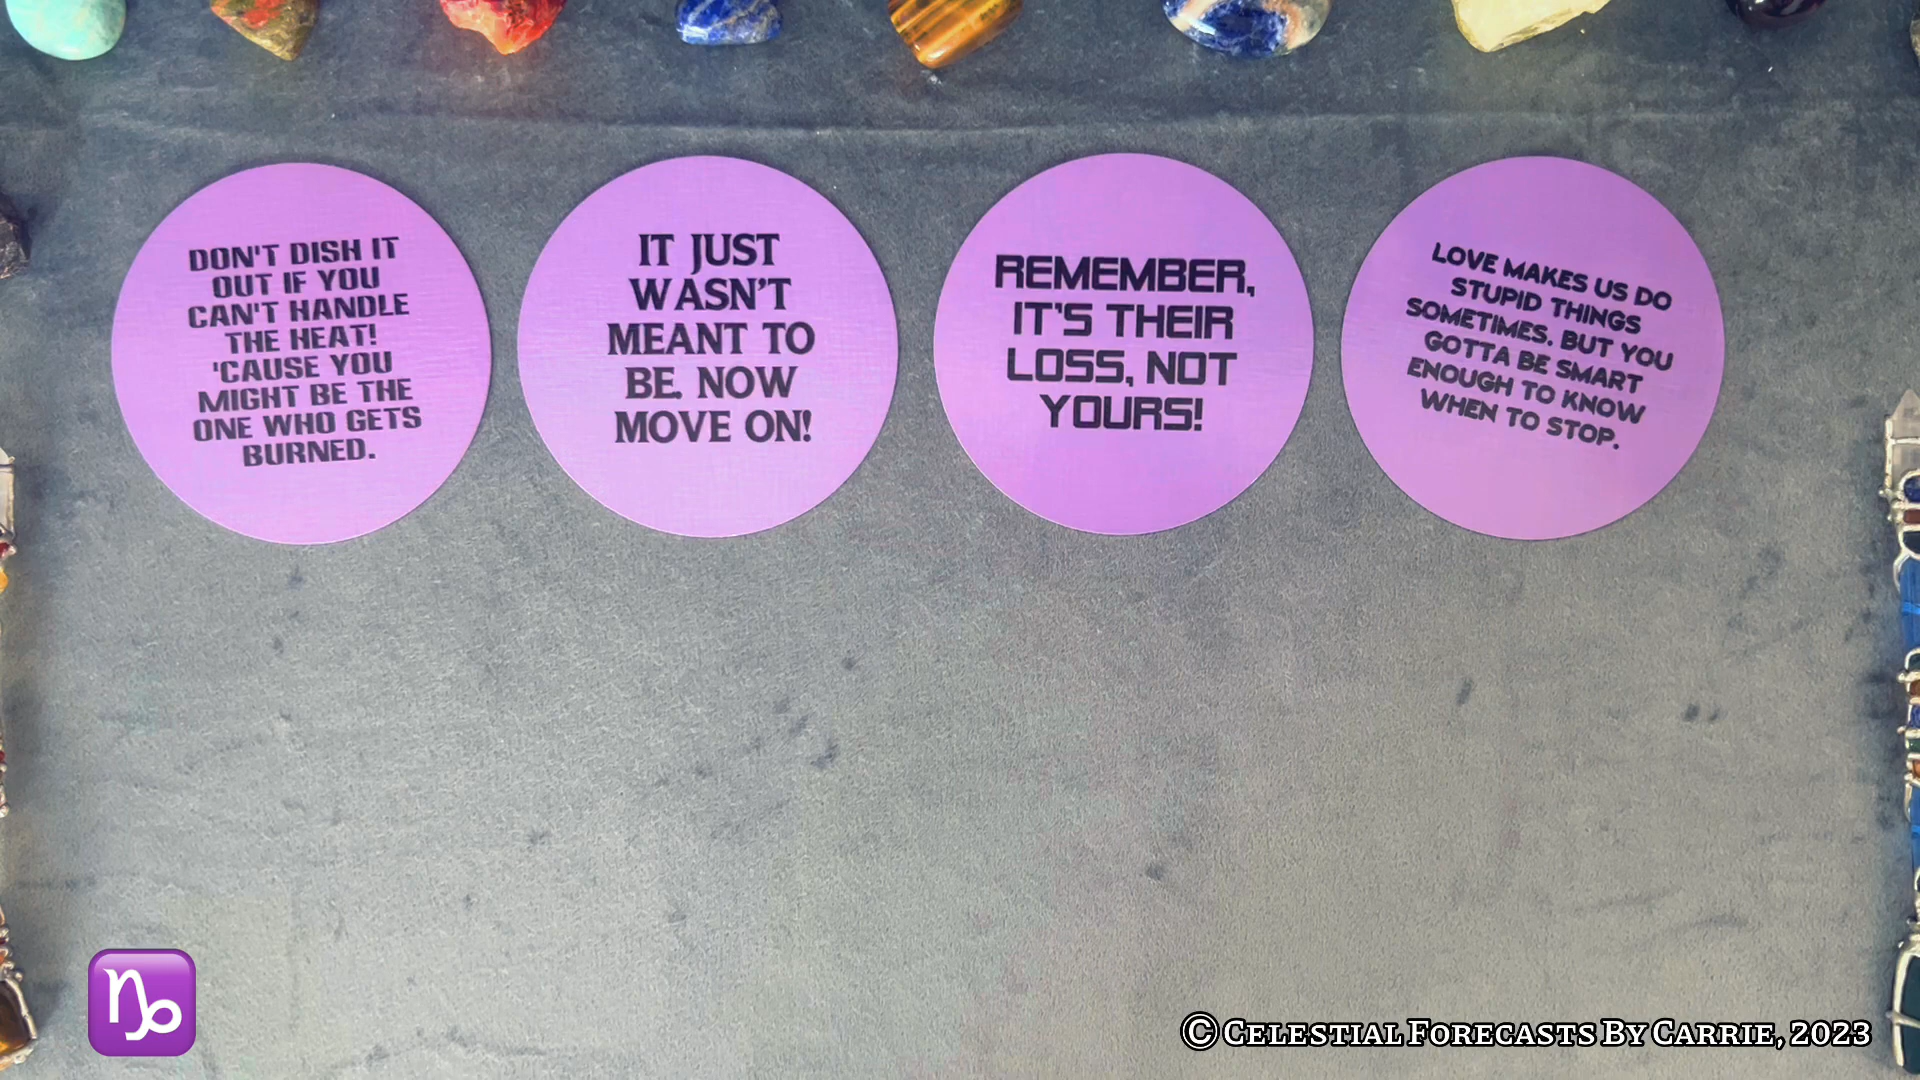 DON'T DISH IT
OUT IF YOU
CAN'T HANDLE
THE HEAT!
'CAUSE YOU
MIGHT BE THE
ONE WHO GETS
BURNED.
IT JUST
WASN'T
MEANT TO
BE. NOW
MOVE ON!
REMEMBER,
IT'S THEIR
LOSS, NOT
YOURS!
LOVE MAKES US DO
STUPID THINGS
SOMETIMES. BUT YOU
GOTTA BE SMART
ENOUGH TO KNOW
WHEN TO STOP.
♑
© CELESTIAL FORECASTS BY CARRIE, 2023